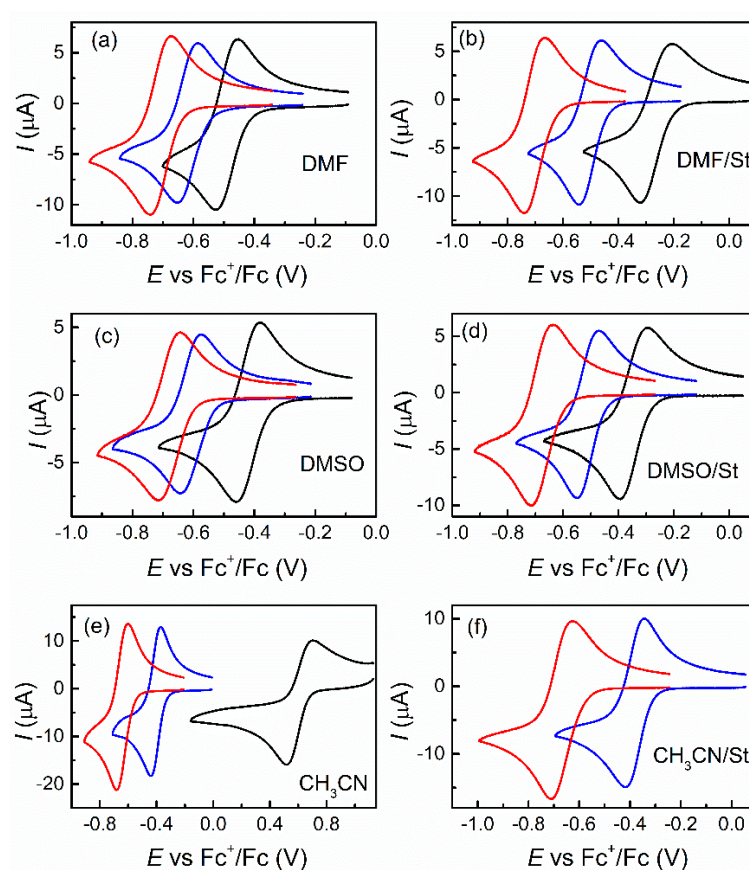 (a)
DMF
5
0
-5
-10
I (μA)
-1.0 -0.8 -0.6 -0.4 -0.2 0.0
E vs Fc⁺/Fc (V)
(b)
DMF/St
5
0
-5
-10
I (μA)
-1.0 -0.8 -0.6 -0.4 -0.2 0.0
E vs Fc⁺/Fc (V)
(c)
DMSO
5
0
-5
I (μA)
-1.0 -0.8 -0.6 -0.4 -0.2 0.0
E vs Fc⁺/Fc (V)
(d)
DMSO/St
5
0
-5
-10
I (μA)
-1.0 -0.8 -0.6 -0.4 -0.2 0.0
E vs Fc⁺/Fc (V)
(e)
CH₃CN
10
0
-10
-20
I (μA)
-0.8 -0.4 0.0 0.4 0.8
E vs Fc⁺/Fc (V)
(f)
CH₃CN/St
10
0
-10
I (μA)
-1.0 -0.8 -0.6 -0.4 -0.2 0.0
E vs Fc⁺/Fc (V)